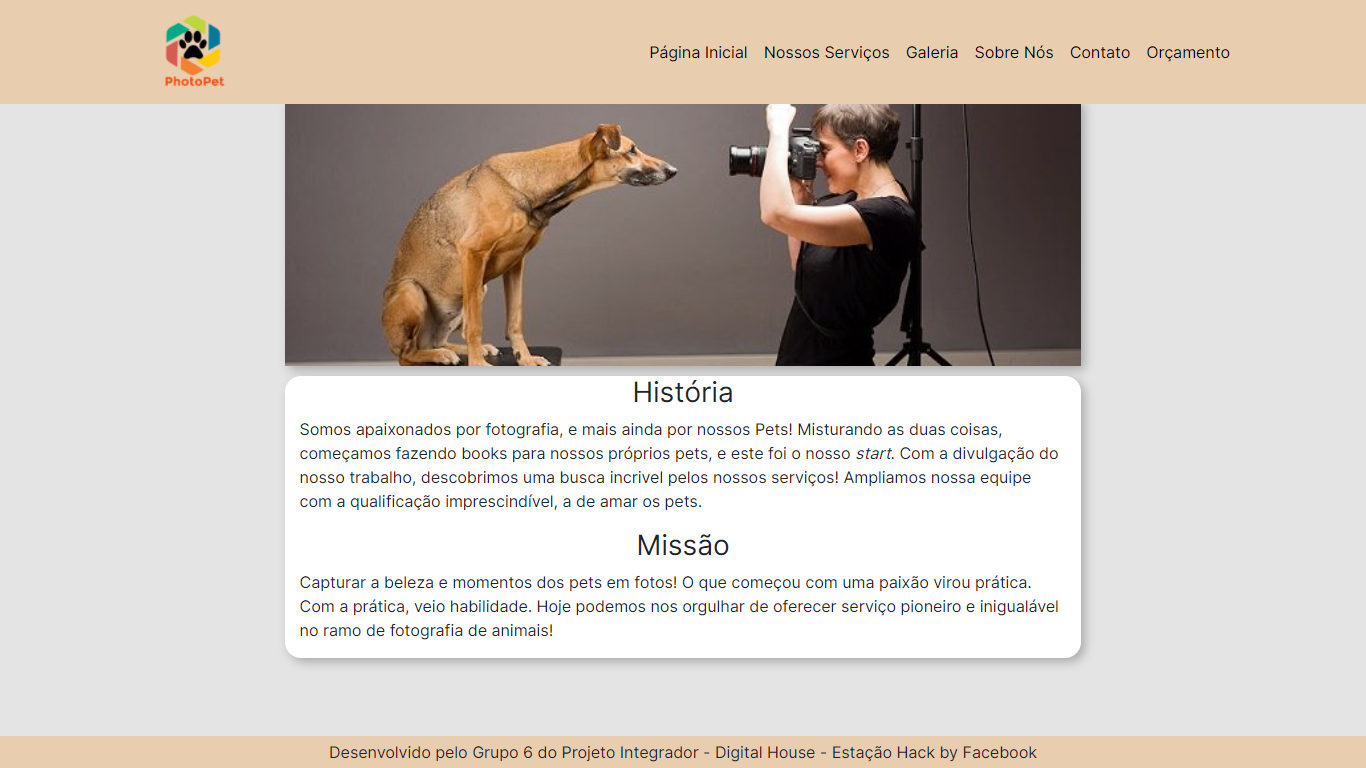 PhotoPet
Página Inicial Nossos Serviços Galeria Sobre Nós Contato Orçamento
História
Somos apaixonados por fotografia, e mais ainda por nossos Pets! Misturando as duas coisas,
começamos fazendo books para nossos próprios pets, e este foi o nosso start. Com a divulgação do
nosso trabalho, descobrimos uma busca incrivel pelos nossos serviços! Ampliamos nossa equipe
com a qualificação imprescindível, a de amar os pets.
Missão
Capturar a beleza e momentos dos pets em fotos! O que começou com uma paixão virou prática.
Com a prática, veio habilidade. Hoje podemos nos orgulhar de oferecer serviço pioneiro e inigualável
no ramo de fotografia de animais!
Desenvolvido pelo Grupo 6 do Projeto Integrador - Digital House - Estação Hack by Facebook